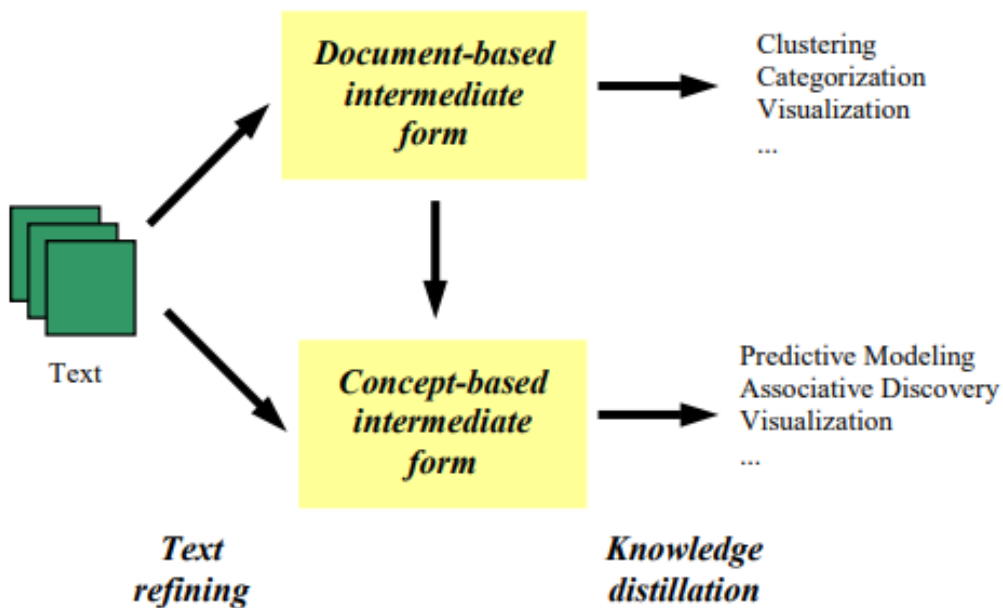 Document-based
intermediate
form
Clustering
Categorization
Visualization
...
Text
Concept-based
intermediate
form
Predictive Modeling
Associative Discovery
Visualization
...
Text
refining
Knowledge
distillation